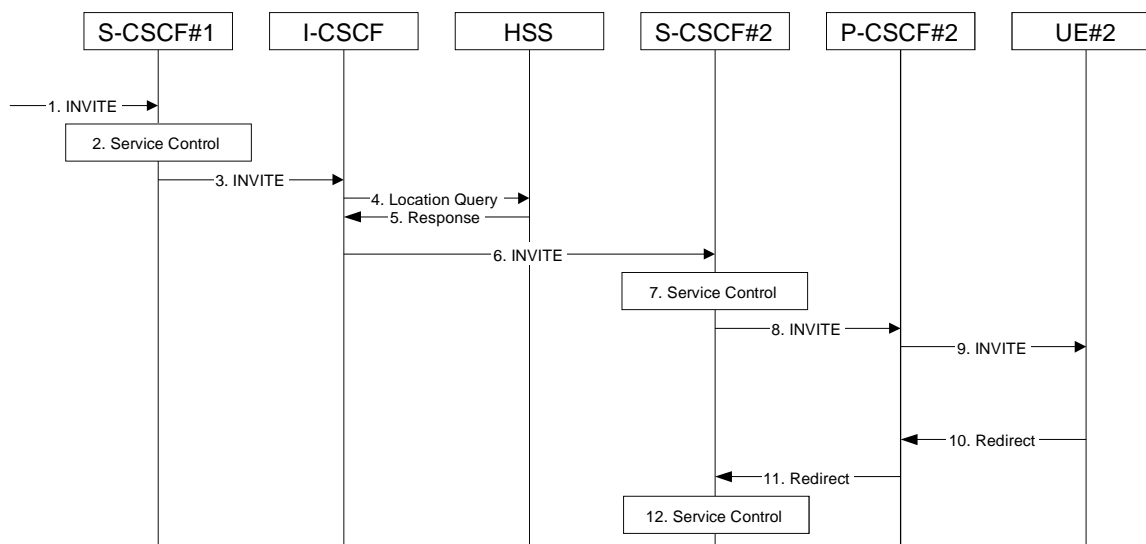 S-CSCF#1
I-CSCF
HSS
S-CSCF#2
P-CSCF#2
UE#2
1. INVITE
2. Service Control
3. INVITE
4. Location Query
5. Response
6. INVITE
7. Service Control
8. INVITE
9. INVITE
10. Redirect
11. Redirect
12. Service Control